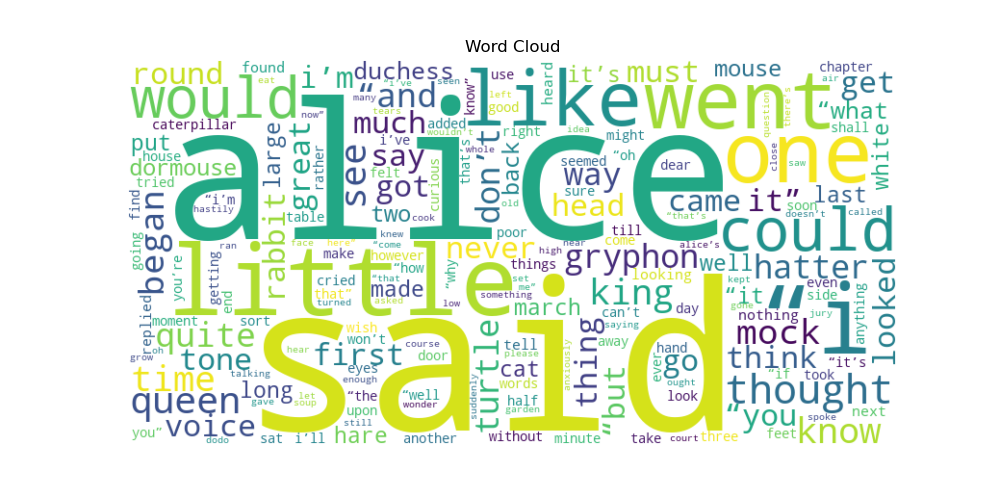 Word Cloud
round
found
eat
i’m
duchess
“i’ve
seen
know”
like
use
heard
it’s
must
mouse
chapter
air
get
would
now”
many
“and
tears
left
good
went
question
there’s
“what
caterpillar
alice
much
added
wouldn’t
that’s
right
idea
might
shall
put
house
large
great
rather
see
i’ve
say
felt
whole
don’t
back
seemed
“oh
one
close
saw
white
dormouse
tried
“i’m
hastily
got
curious
old
way
sure
dear
last
find
began
rabbit
table
two
cook
poor
head
came
it”
soon
doesn’t
called
“that’s
going
you’re
ran
getting
little
face
here”
knew
make
“come
however
never
“why
high
near
till
come
gryphon
alice’s
could
well
hatter
looked
end
cried
that”
turned
“that
“how
made
asked
low
things
set
me”
something
march
looking
king
can’t
saying
day
kept
“it
gone
even
side
nothing
jury
anything
“i
replied
moment
sort
quite
oh
grow
tone
talking
said
wish
won’t
hear
first
eyes
enough
course
door
turtle
tell
please
cat
words
anxiously
thing
away
hand
ever
go
ought
look
mock
think
“it’s
“if
took
thought
time
queen
long
gave
let
soup
“the
upon
still
“well
wonder
suddenly
half
garden
“but
“you
spoke
next
you”
dodo
voice
sat
i’ll
hare
another
without
minute
take
court
three
feet
know